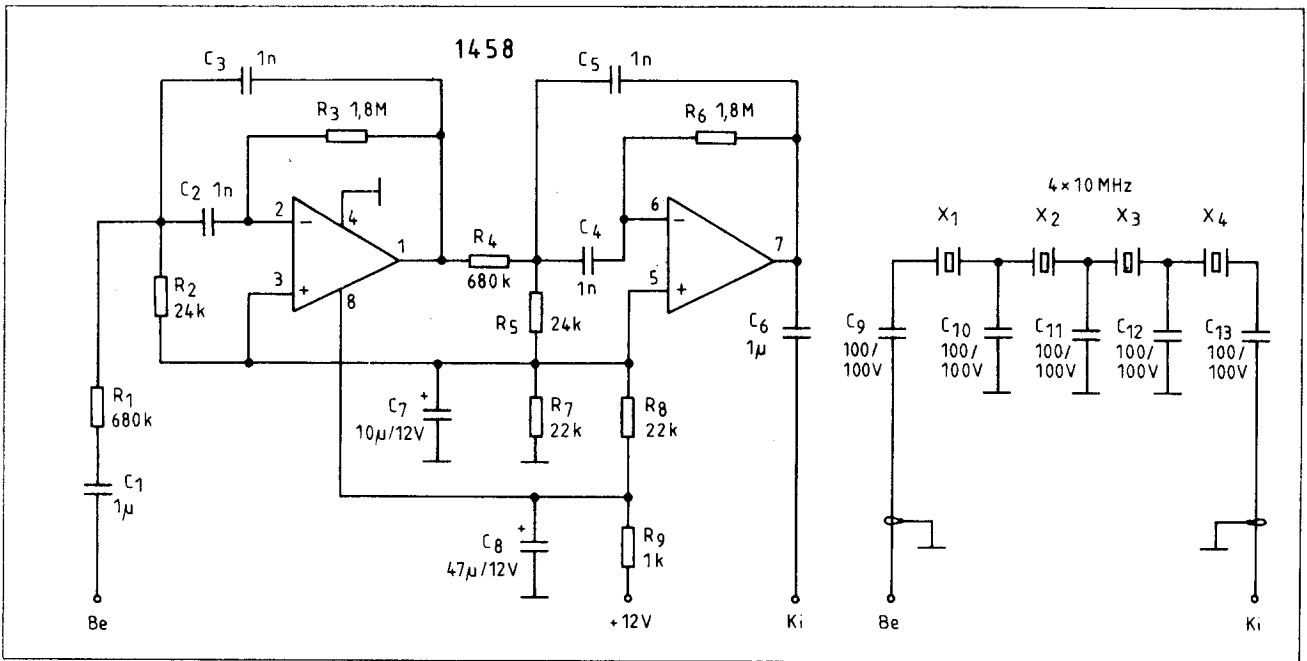 1458
C3 1n
R3 1,8M
C2 1n
2
4
3
8
1
R2
24k
R1
680k
C1
1µ
Be
R4
680k
C5 1n
R6 1,8M
C4
1n
6
5
7
R5 24k
C7 +
10µ/12V
R7
22k
R8
22k
C8 +
47µ/12V
R9
1k
+12V
C6
1µ
Ki
4×10 MHz
X1 X2 X3 X4
C9
100/
100V
C10
100/
100V
C11
100/
100V
C12
100/
100V
C13
100/
100V
Be
Ki